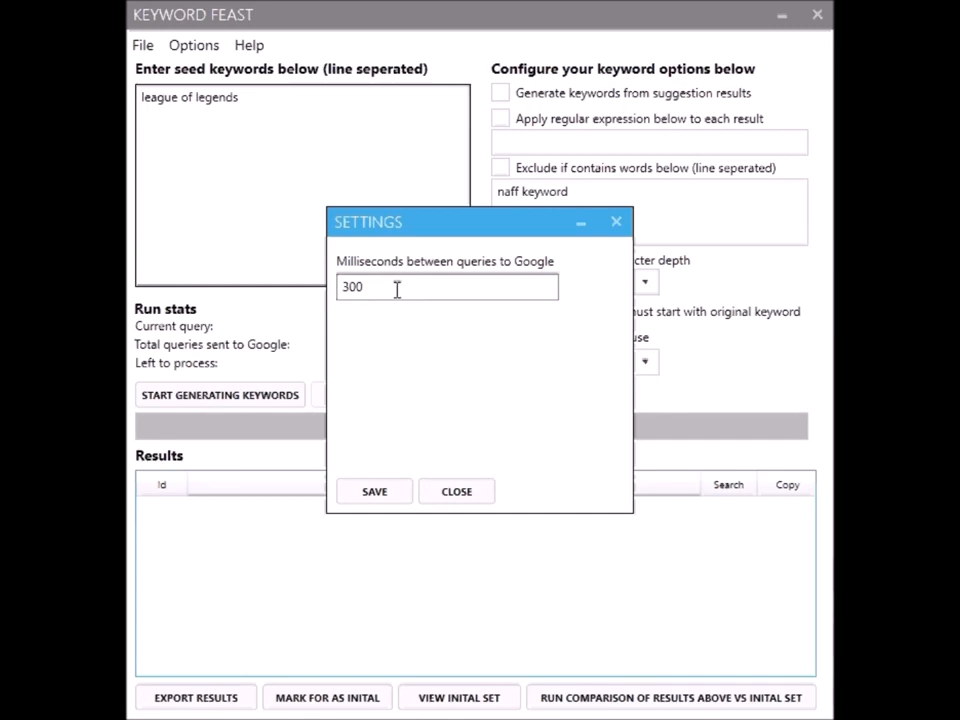 KEYWORD FEAST
File Options Help
Enter seed keywords below (line seperated)
league of legends
Configure your keyword options below
Generate keywords from suggestion results
Apply regular expression below to each result
Exclude if contains words below (line seperated)
naff keyword
SETTINGS
Milliseconds between queries to Google
300
SAVE CLOSE
depth
must start with original keyword
Run stats
Current query:
Total queries sent to Google:
Left to process:
START GENERATING KEYWORDS
Results
Id Search Copy
EXPORT RESULTS MARK FOR AS INITAL VIEW INITAL SET RUN COMPARISON OF RESULTS ABOVE VS INITAL SET